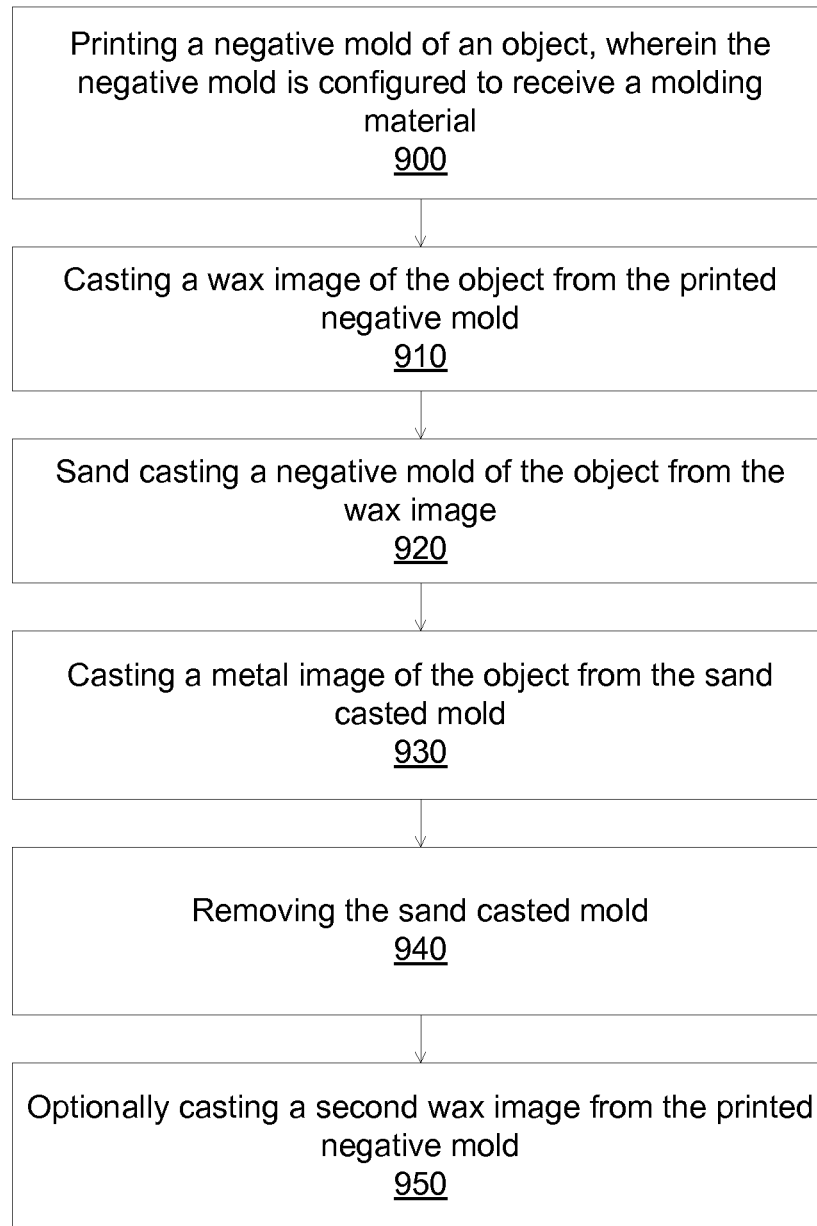 Printing a negative mold of an object, wherein the
negative mold is configured to receive a molding
material
900
Casting a wax image of the object from the printed
negative mold
910
Sand casting a negative mold of the object from the
wax image
920
Casting a metal image of the object from the sand
casted mold
930
Removing the sand casted mold
940
Optionally casting a second wax image from the printed
negative mold
950